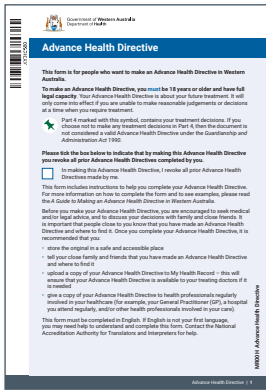 Government of Western Australia
Department of Health
Advance Health Directive
This form is for people who want to make an Advance Health Directive in Western
Australia.
To make an Advance Health Directive, you must be 18 years or older and have full
legal capacity. Your Advance Health Directive is about your future treatment. It will
only come into effect if you are unable to make reasonable judgements or decisions
at a time when you require treatment.
Part 4 marked with this symbol, contains your treatment decisions. If you
choose not to make any treatment decisions in Part 4, then the document is
not considered a valid Advance Health Directive under the Guardianship and
Administration Act 1990.
Please tick the box below to indicate that by making this Advance Health Directive
you revoke all prior Advance Health Directives completed by you.
In making this Advance Health Directive, I revoke all prior Advance Health
Directives made by me.
This form includes instructions to help you complete your Advance Health Directive.
For more information on how to complete the form and to see examples, please read
the A Guide to Making an Advance Health Directive in Western Australia.
Before you make your Advance Health Directive, you are encouraged to seek medical
and/or legal advice, and to discuss your decisions with family and close friends. It
is important that people close to you know that you have made an Advance Health
Directive and where to find it. Once you complete your Advance Health Directive, it is
recommended that you:
• store the original in a safe and accessible place
• tell your close family and friends that you have made an Advance Health Directive
and where to find it
• upload a copy of your Advance Health Directive to My Health Record – this will
ensure that your Advance Health Directive is available to your treating doctors if it
is needed
• give a copy of your Advance Health Directive to health professionals regularly
involved in your healthcare (for example, your General Practitioner (GP), a hospital
you attend regularly, and/or other health professionals involved in your care).
This form must be completed in English. If English is not your first language,
you may need help to understand and complete this form. Contact the National
Accreditation Authority for Translators and Interpreters for help.
MR00H Advance Health Directive
Advance Health Directive | 1